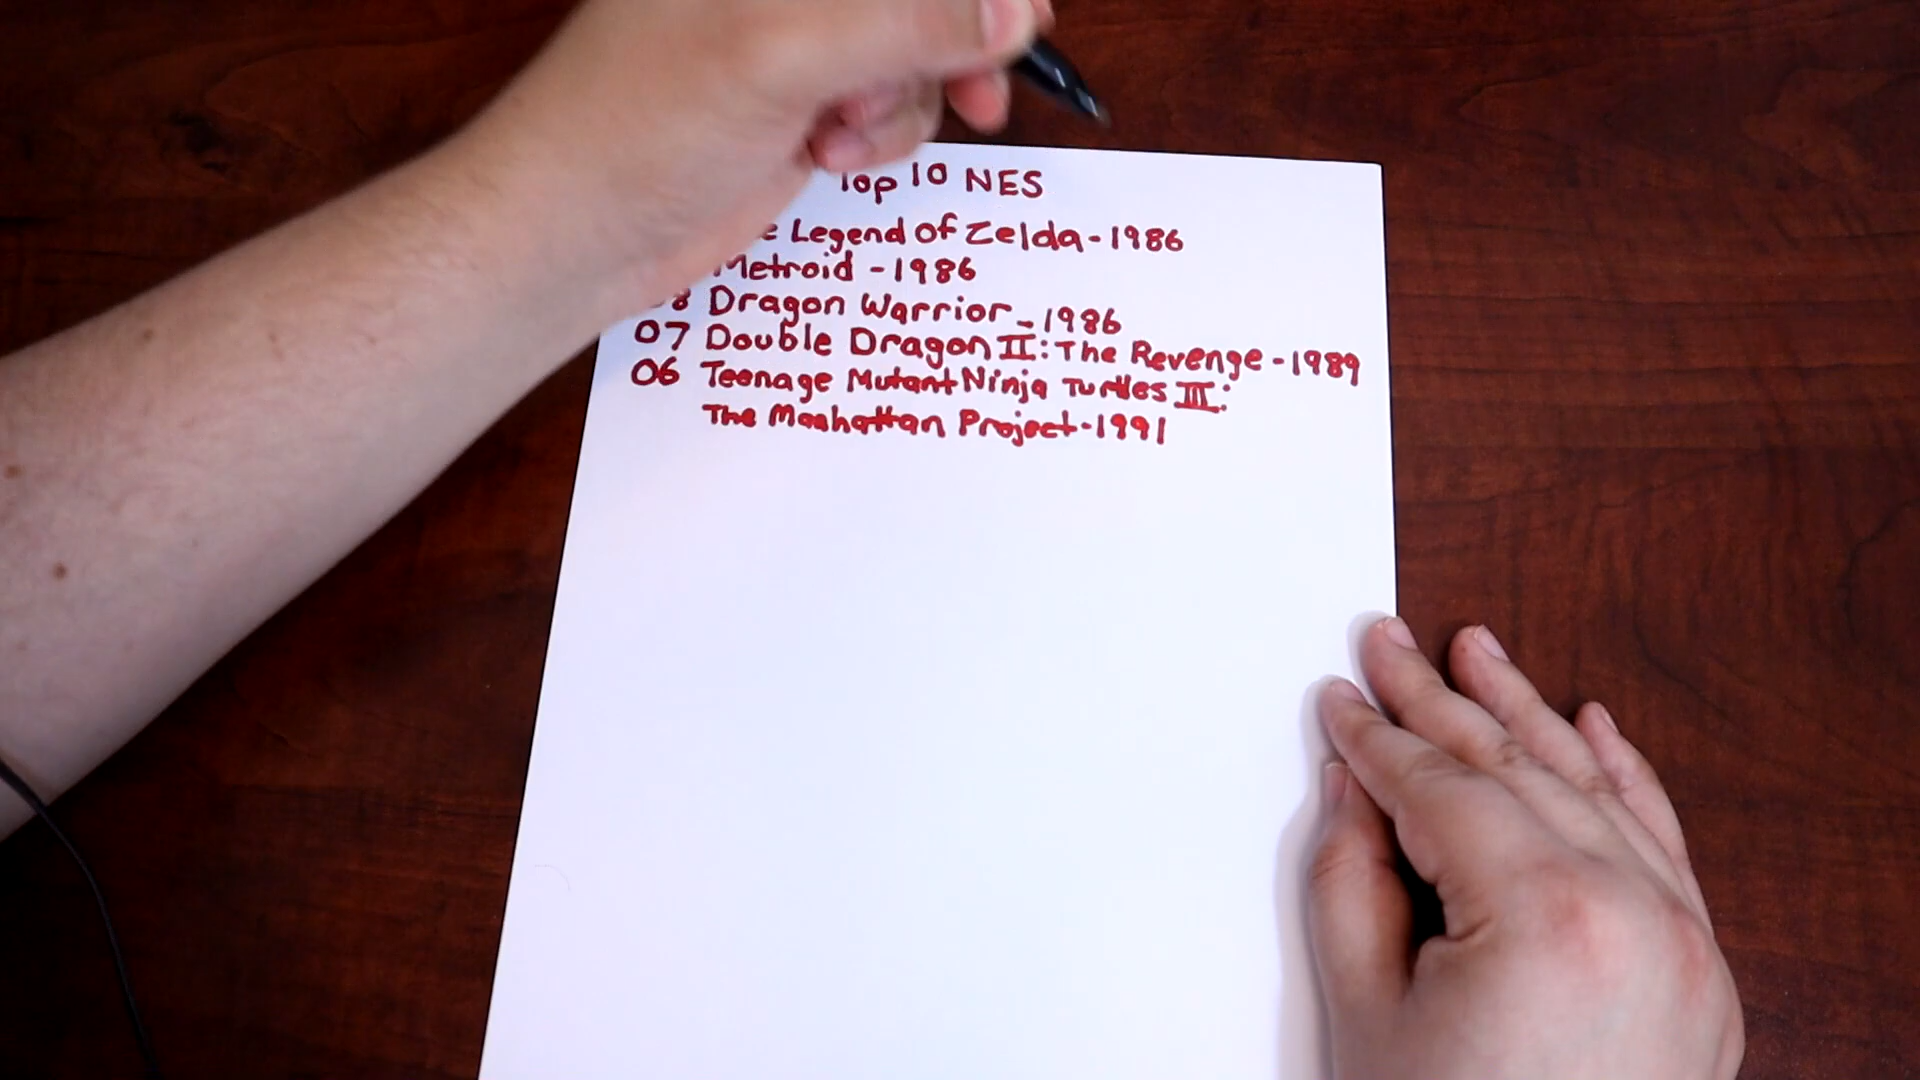 Top 10 NES
Legend Of Zelda-1986
Metroid -1986
Dragon Warrior-1986
07 Double Dragon II: The Revenge-1989
06 Teenage Mutant Ninja Turtles III:
The Manhattan Project-1991